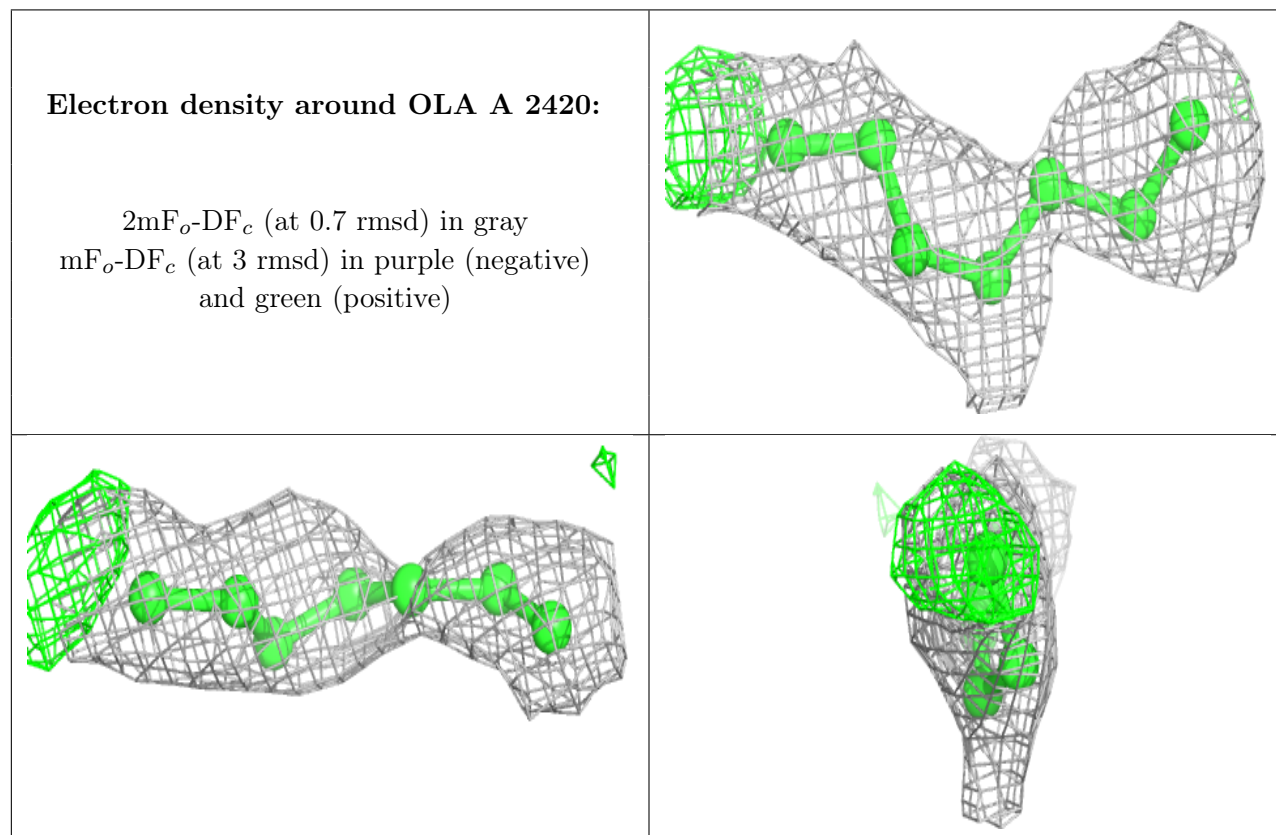 Electron density around OLA A 2420:
2mFo-DFc (at 0.7 rmsd) in gray
mFo-DFc (at 3 rmsd) in purple (negative)
and green (positive)